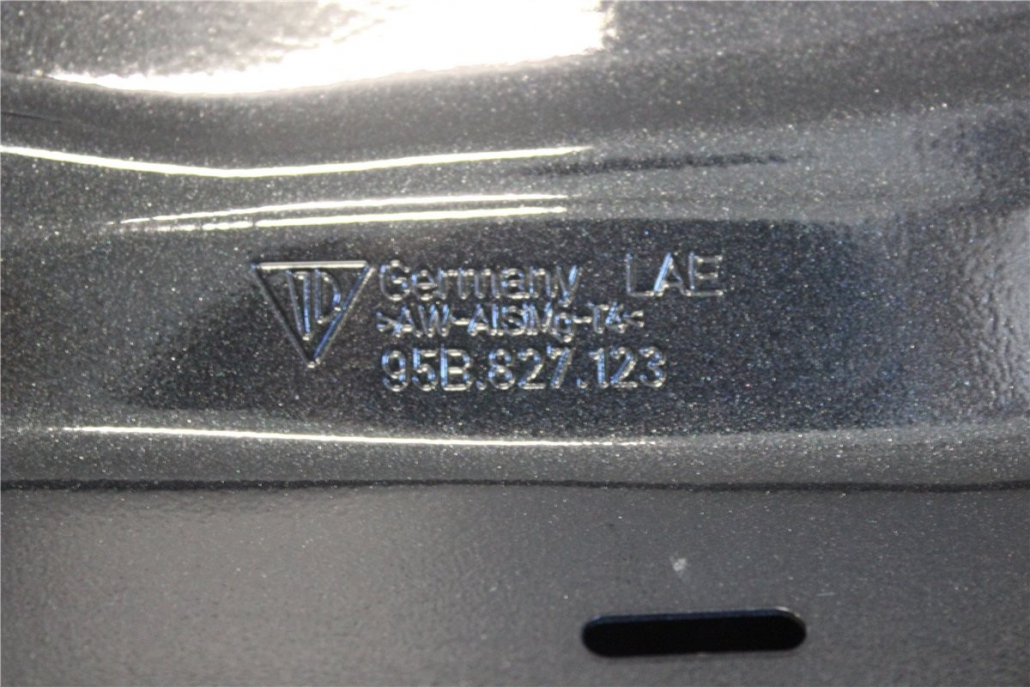 Germany LAE
>AW-AlSiMg-T4<
95B.827.123